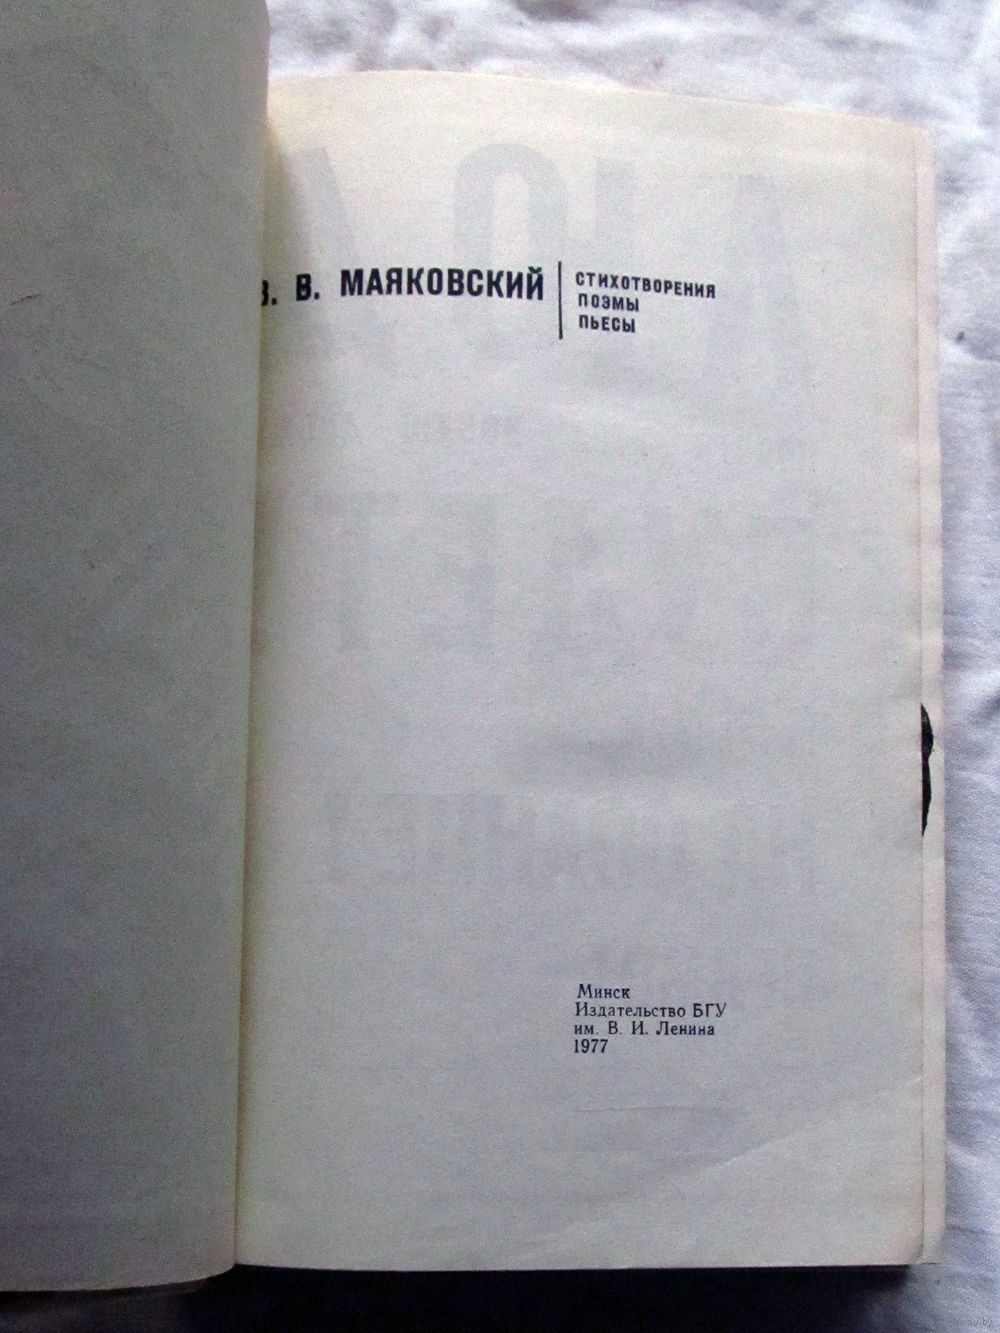 В. В. МАЯКОВСКИЙ
СТИХОТВОРЕНИЯ
ПОЭМЫ
ПЬЕСЫ
Минск
Издательство БГУ
им. В. И. Ленина
1977